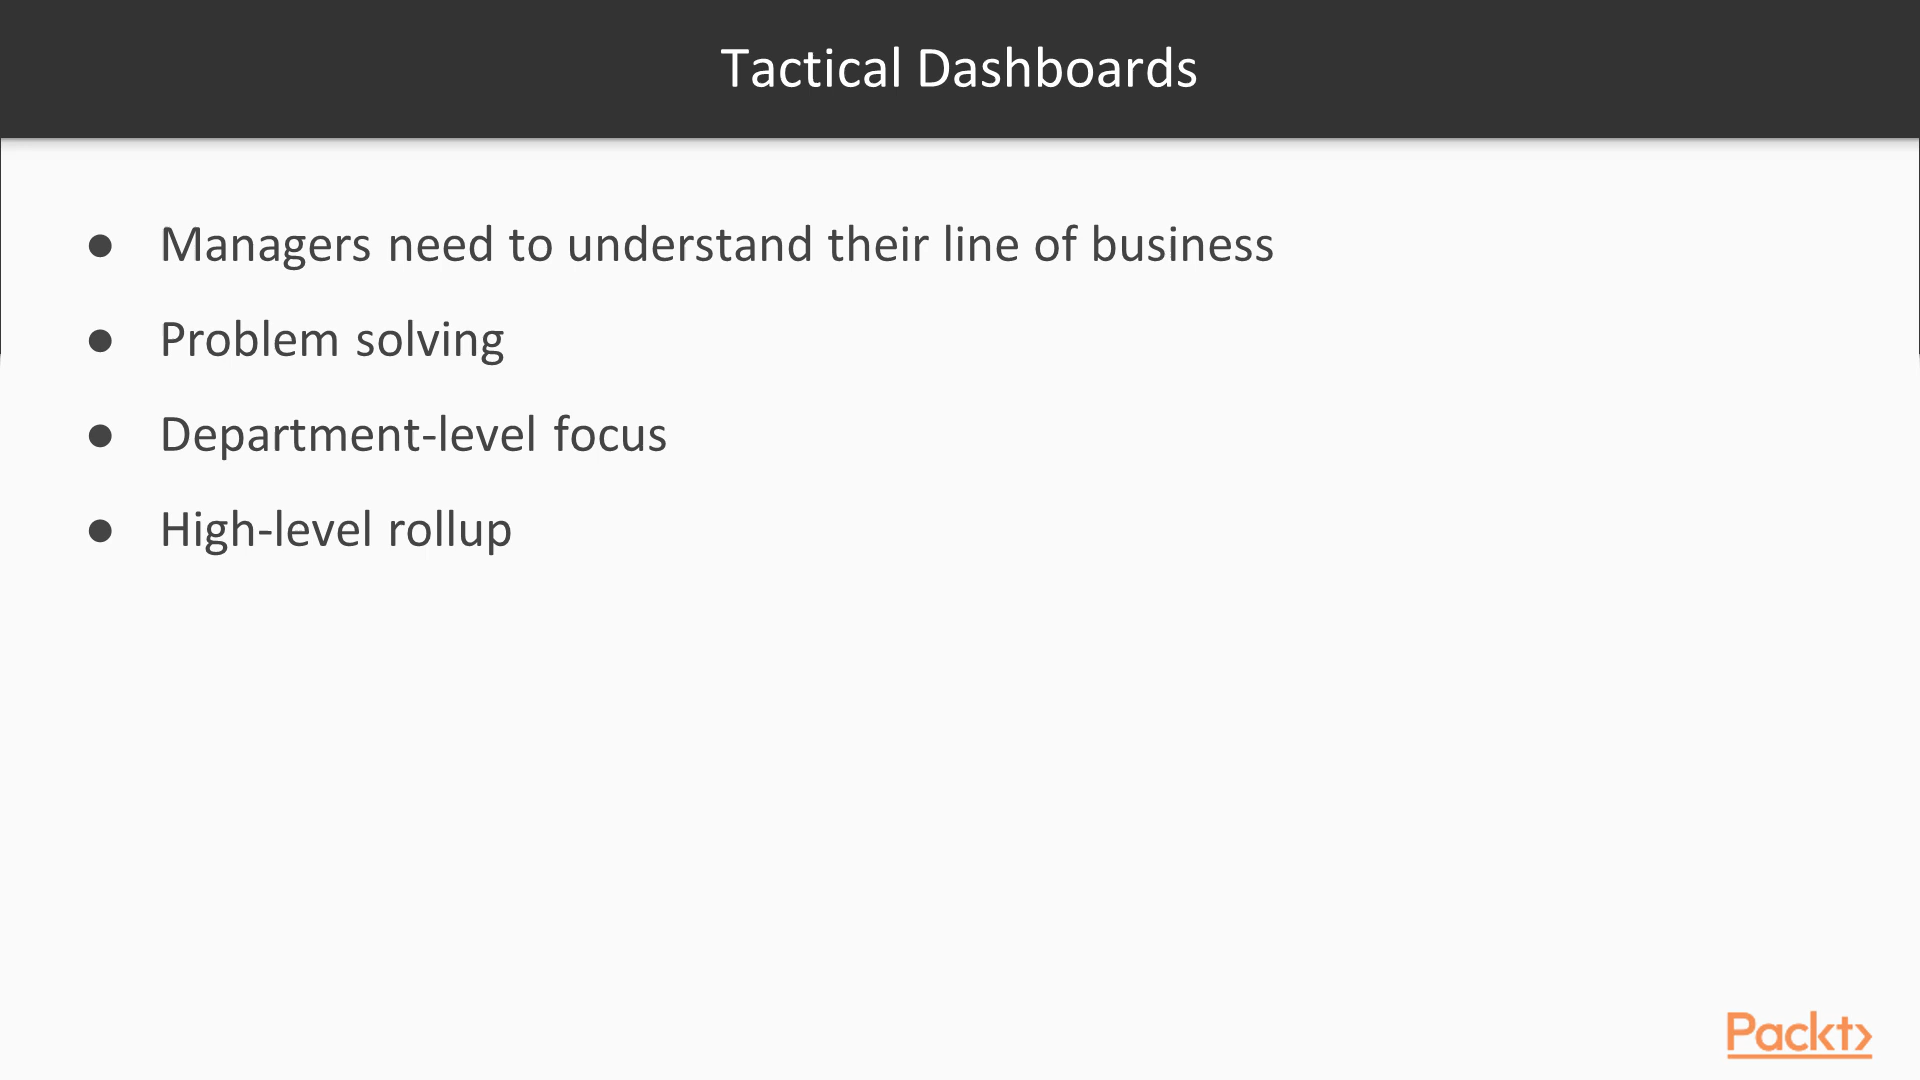 Tactical Dashboards
● Managers need to understand their line of business
● Problem solving
● Department-level focus
● High-level rollup
Packt>